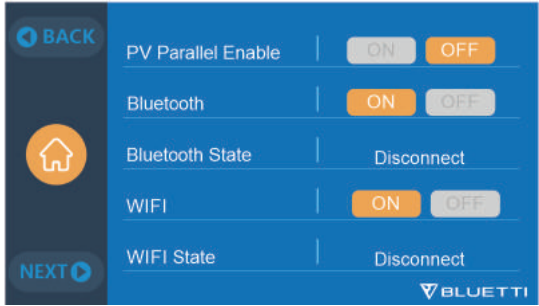 BACK
PV Parallel Enable ON OFF
Bluetooth ON OFF
Bluetooth State Disconnect
WIFI ON OFF
WIFI State Disconnect
NEXT
BLUETTI